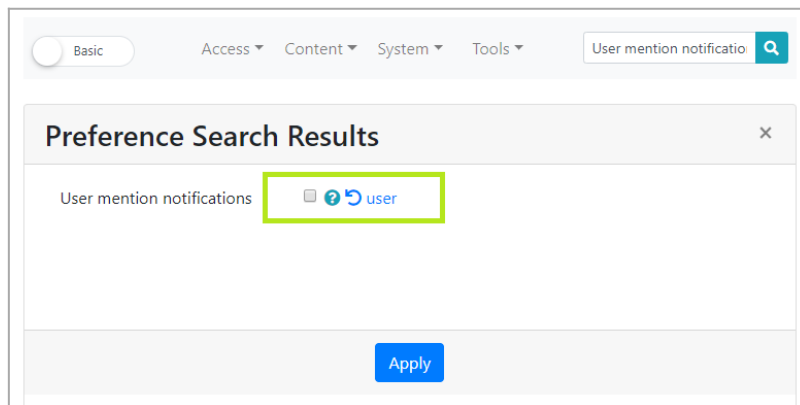 Basic Access Content System Tools User mention notificatio
Preference Search Results ×
User mention notifications ? user
Apply